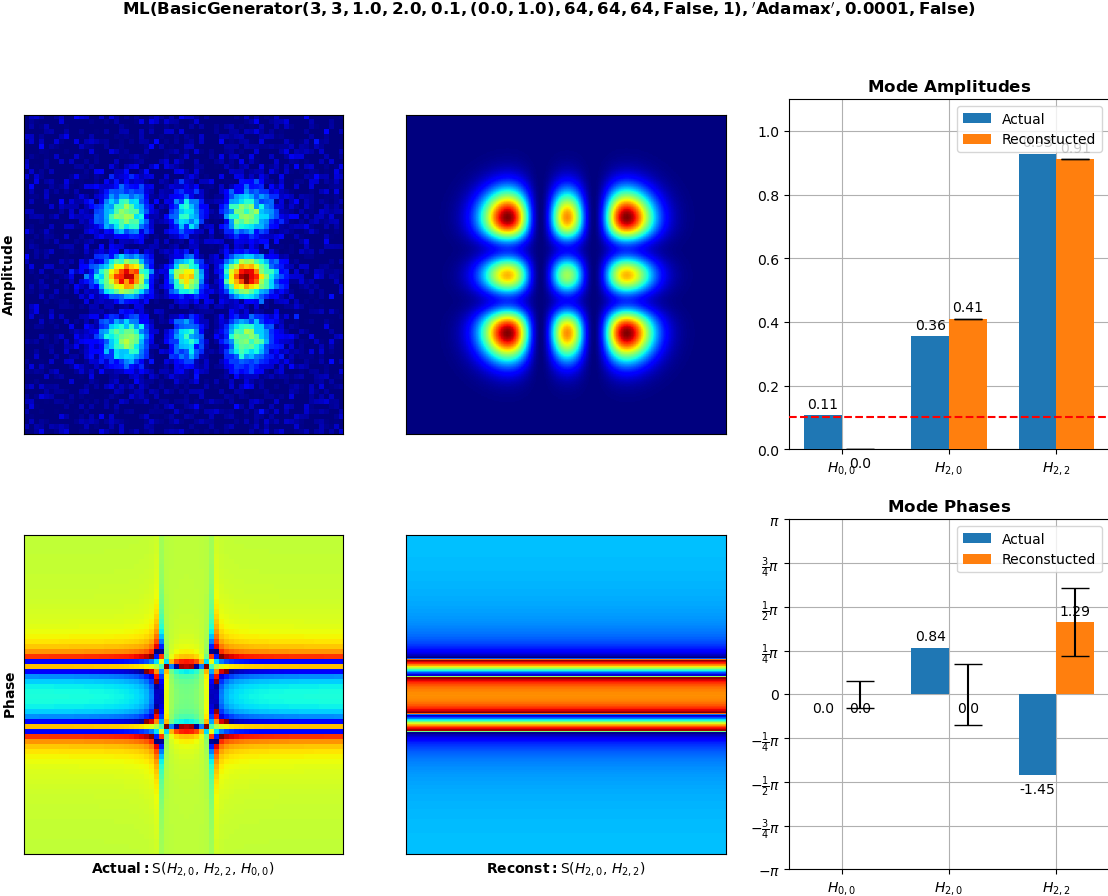 ML(BasicGenerator(3, 3, 1.0, 2.0, 0.1, (0.0, 1.0), 64, 64, 64, False, 1), ′Adamax′, 0.0001, False)
Amplitude
Mode Amplitudes
Actual
Reconstucted
1.0
0.8
0.6
0.4
0.2
0.0
0.11
0.0
0.36
0.41
0.91
H₀,₀
H₂,₀
H₂,₂
Phase
Actual: S(H₂,₀, H₂,₂, H₀,₀)
Reconst: S(H₂,₀, H₂,₂)
Mode Phases
Actual
Reconstucted
π
3/4π
1/2π
1/4π
0
−1/4π
−1/2π
−3/4π
−π
0.0
0.0
0.84
0.0
-1.45
1.29
H₀,₀
H₂,₀
H₂,₂